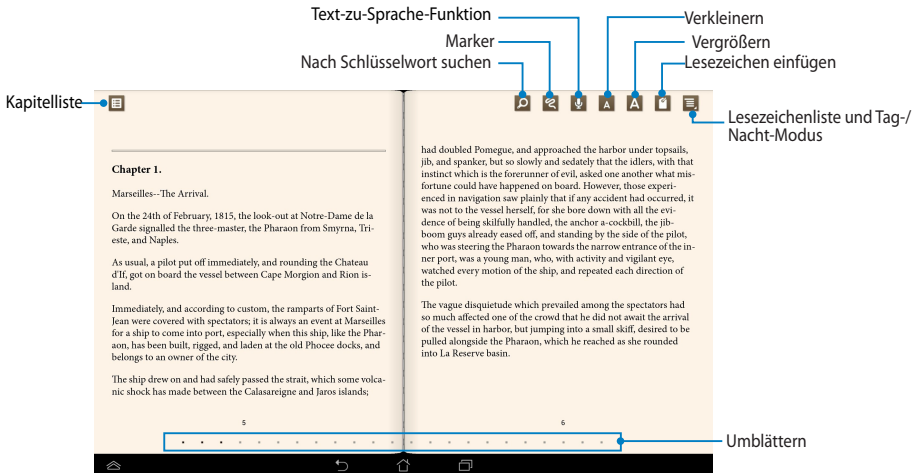 Text-zu-Sprache-Funktion
Verkleinern
Marker
Vergrößern
Nach Schlüsselwort suchen
Lesezeichen einfügen
Kapitelliste
Lesezeichenliste und Tag-/
Nacht-Modus
A
A
Chapter 1.
Marseilles--The Arrival.
On the 24th of February, 1815, the look-out at Notre-Dame de la
Garde signalled the three-master, the Pharaon from Smyrna, Tri-
este, and Naples.
As usual, a pilot put off immediately, and rounding the Chateau
d'If, got on board the vessel between Cape Morgion and Rion is-
land.
Immediately, and according to custom, the ramparts of Fort Saint-
Jean were covered with spectators; it is always an event at Marseilles
for a ship to come into port, especially when this ship, like the Phar-
aon, has been built, rigged, and laden at the old Phocee docks, and
belongs to an owner of the city.
The ship drew on and had safely passed the strait, which some volca-
nic shock has made between the Calasareigne and Jaros islands;
5
had doubled Pomegue, and approached the harbor under topsails,
jib, and spanker, but so slowly and sedately that the idlers, with that
instinct which is the forerunner of evil, asked one another what mis-
fortune could have happened on board. However, those experi-
enced in navigation saw plainly that if any accident had occurred, it
was not to the vessel herself, for she bore down with all the evi-
dence of being skilfully handled, the anchor a-cockbill, the jib-
boom guys already eased off, and standing by the side of the pilot,
who was steering the Pharaon towards the narrow entrance of the in-
ner port, was a young man, who, with activity and vigilant eye,
watched every motion of the ship, and repeated each direction of
the pilot.
The vague disquietude which prevailed among the spectators had
so much affected one of the crowd that he did not await the arrival
of the vessel in harbor, but jumping into a small skiff, desired to be
pulled alongside the Pharaon, which he reached as she rounded
into La Reserve basin.
6
Umblättern